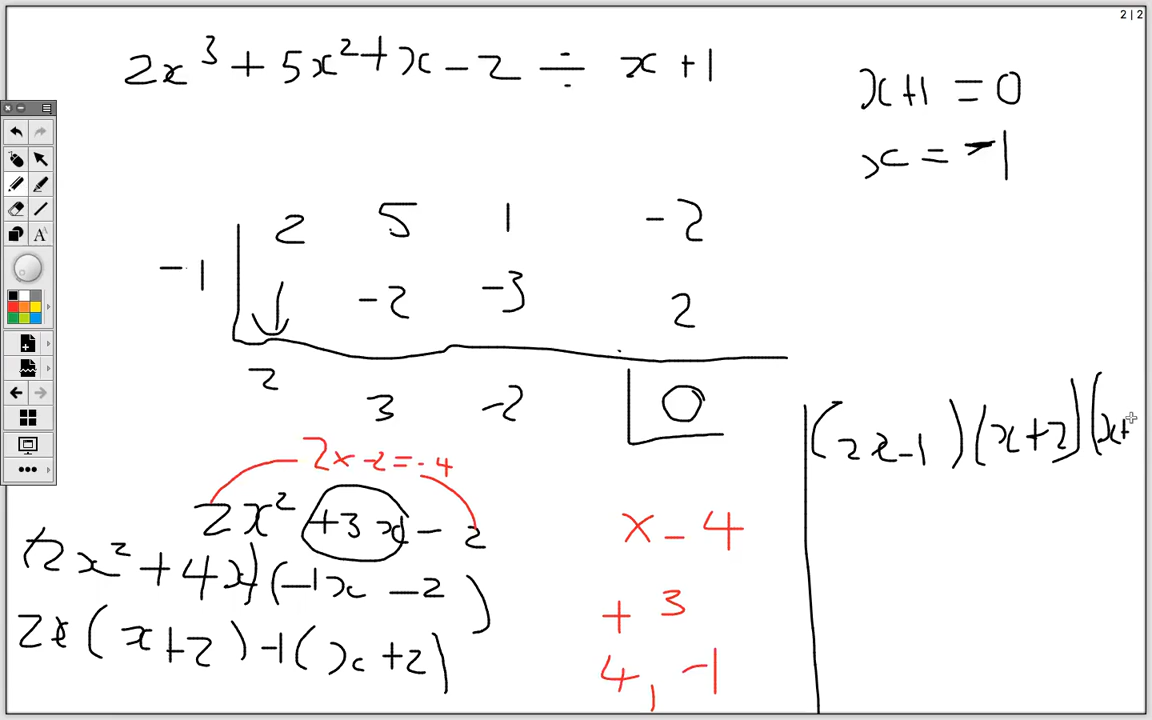 2|2
2x³ + 5x² + x - 2 ÷ x + 1
x+1 = 0
x = -1
2 5 1 -2
-1
-2 -3 2
2 3 -2 0
2x-2=-4
2x² +3x - 2
(2x² + 4x)(-1x - 2)
2x(x+2) -1(x+2)
x - 4
+ 3
4, -1
(2x-1)(x+2)(x+
A